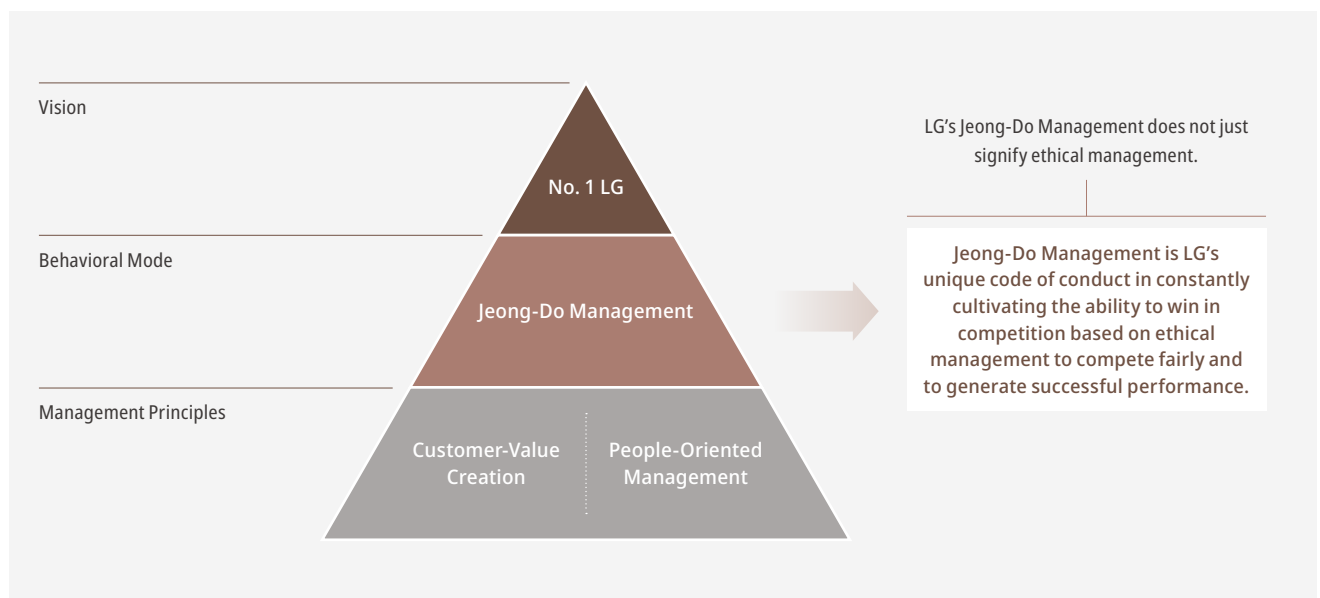 Vision
No. 1 LG
Behavioral Mode
Jeong-Do Management
Management Principles
Customer-Value
Creation
People-Oriented
Management
LG’s Jeong-Do Management does not just
signify ethical management.
Jeong-Do Management is LG’s
unique code of conduct in constantly
cultivating the ability to win in
competition based on ethical
management to compete fairly and
to generate successful performance.